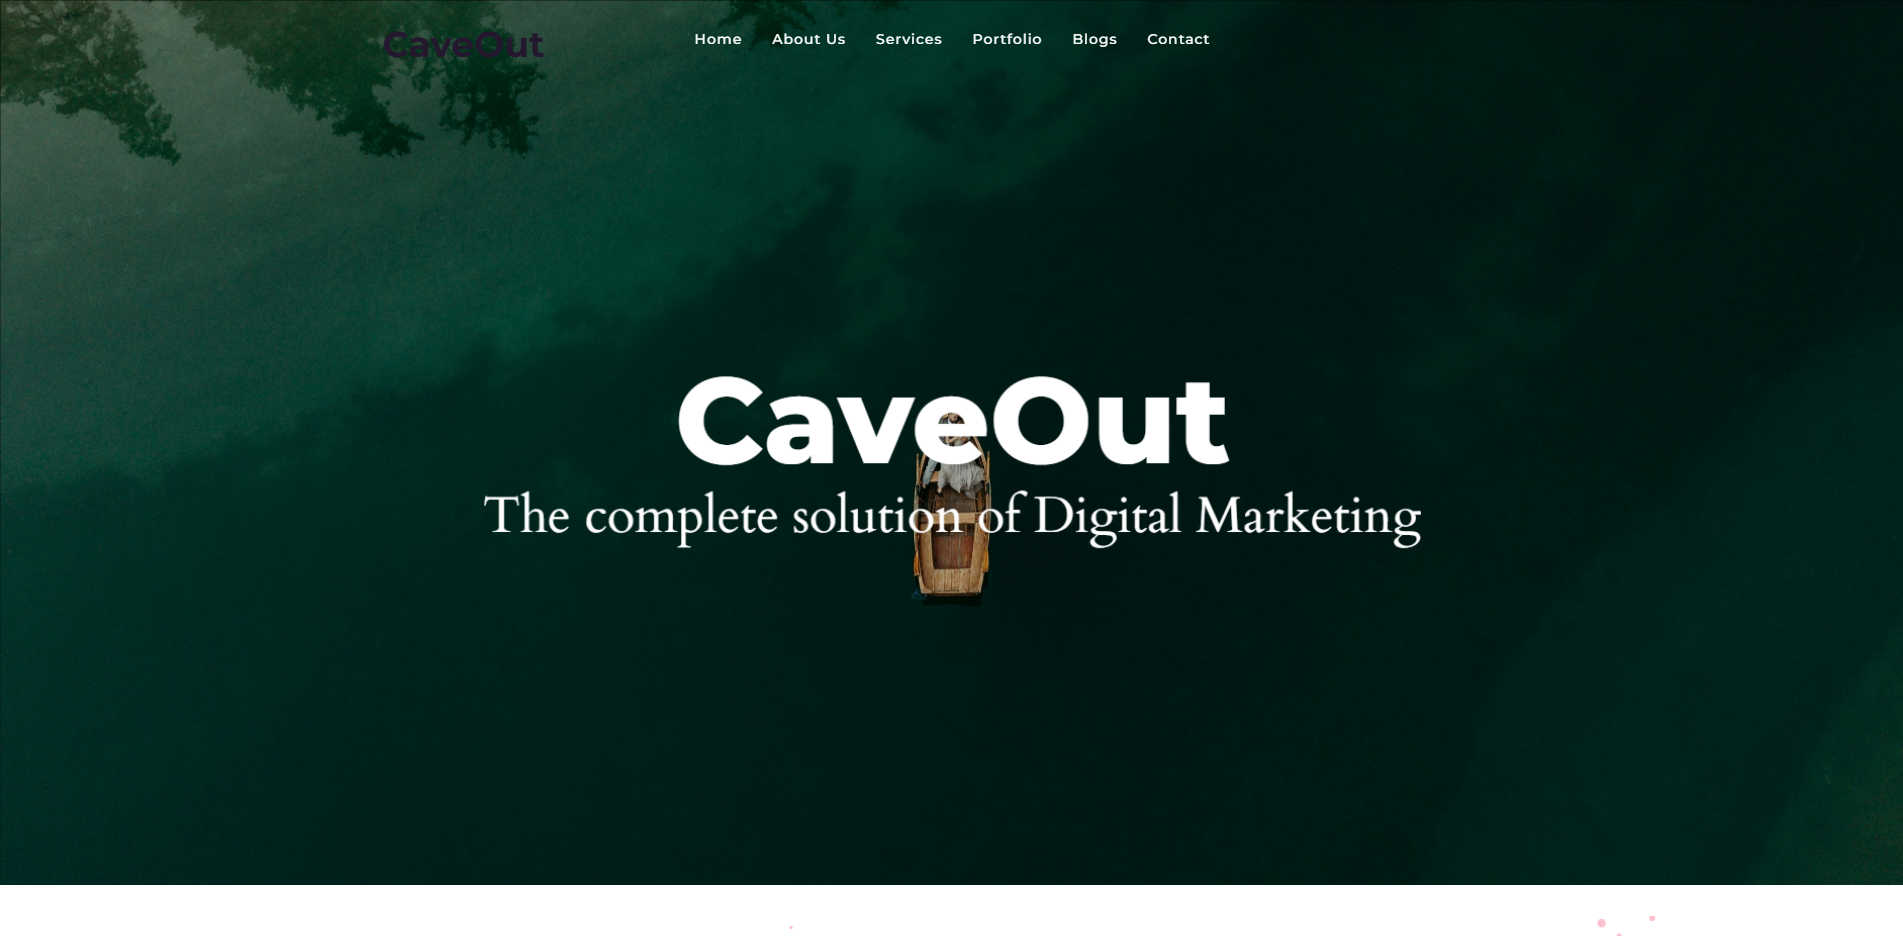 CaveOut
Home About Us Services Portfolio Blogs Contact
CaveOut
The complete solution of Digital Marketing